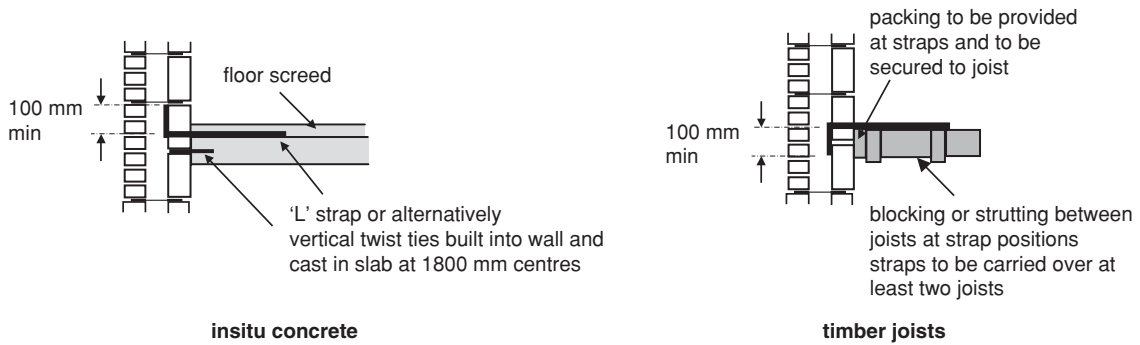 floor screed
100 mm
min
‘L’ strap or alternatively
vertical twist ties built into wall and
cast in slab at 1800 mm centres
insitu concrete
packing to be provided
at straps and to be
secured to joist
100 mm
min
blocking or strutting between
joists at strap positions
straps to be carried over at
least two joists
timber joists